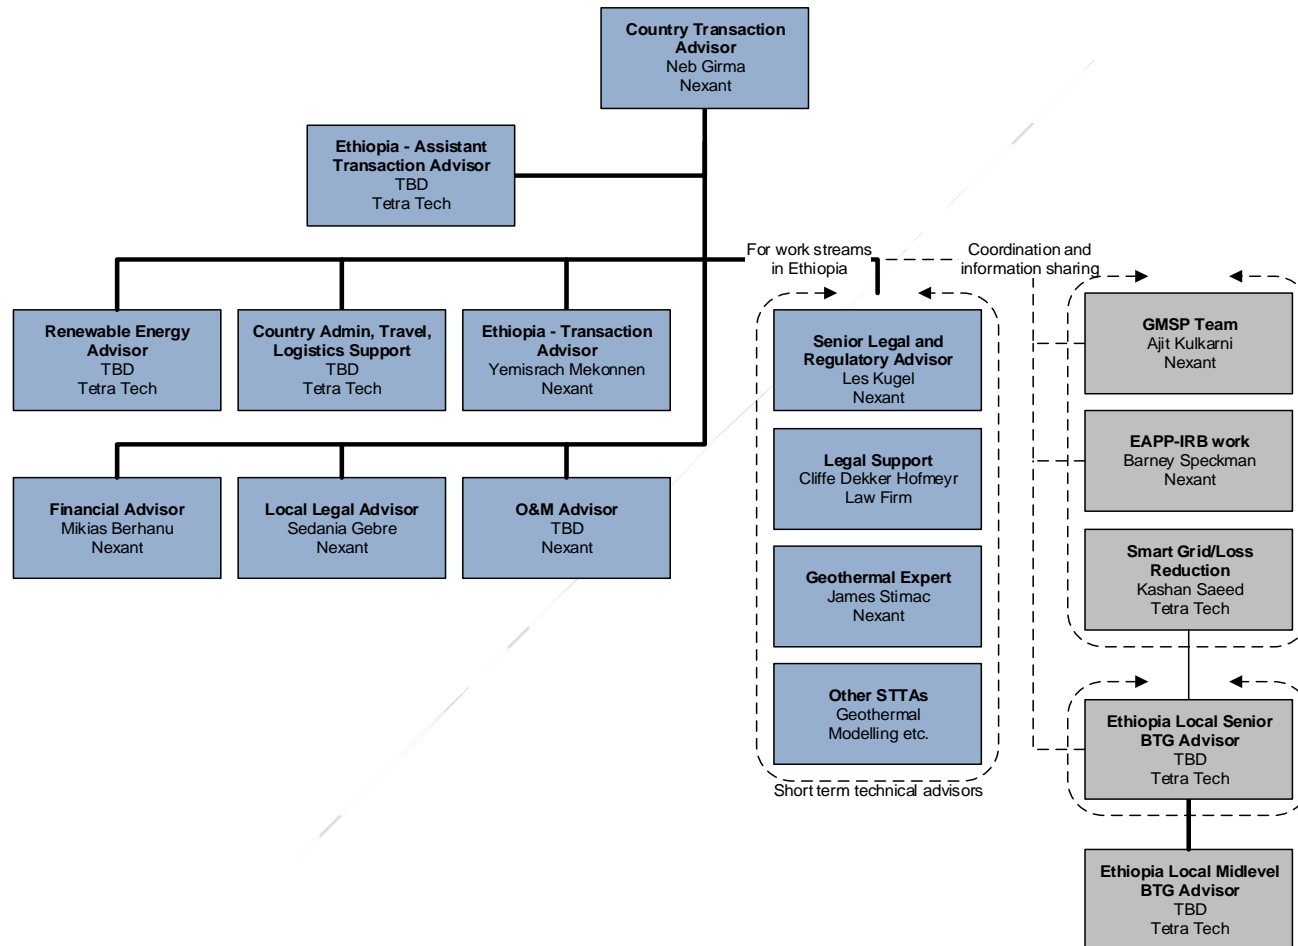 Country Transaction
Advisor
Neb Girma
Nexant
Ethiopia - Assistant
Transaction Advisor
TBD
Tetra Tech
For work streams
in Ethiopia
Coordination and
information sharing
Renewable Energy
Advisor
TBD
Tetra Tech
Country Admin, Travel,
Logistics Support
TBD
Tetra Tech
Ethiopia - Transaction
Advisor
Yemisrach Mekonnen
Nexant
Financial Advisor
Mikias Berhanu
Nexant
Local Legal Advisor
Sedania Gebre
Nexant
O&M Advisor
TBD
Nexant
Senior Legal and
Regulatory Advisor
Les Kugel
Nexant
Legal Support
Cliffe Dekker Hofmeyr
Law Firm
Geothermal Expert
James Stimac
Nexant
Other STTAs
Geothermal
Modelling etc.
Short term technical advisors
GMSP Team
Ajit Kulkarni
Nexant
EAPP-IRB work
Barney Speckman
Nexant
Smart Grid/Loss
Reduction
Kashan Saeed
Tetra Tech
Ethiopia Local Senior
BTG Advisor
TBD
Tetra Tech
Ethiopia Local Midlevel
BTG Advisor
TBD
Tetra Tech